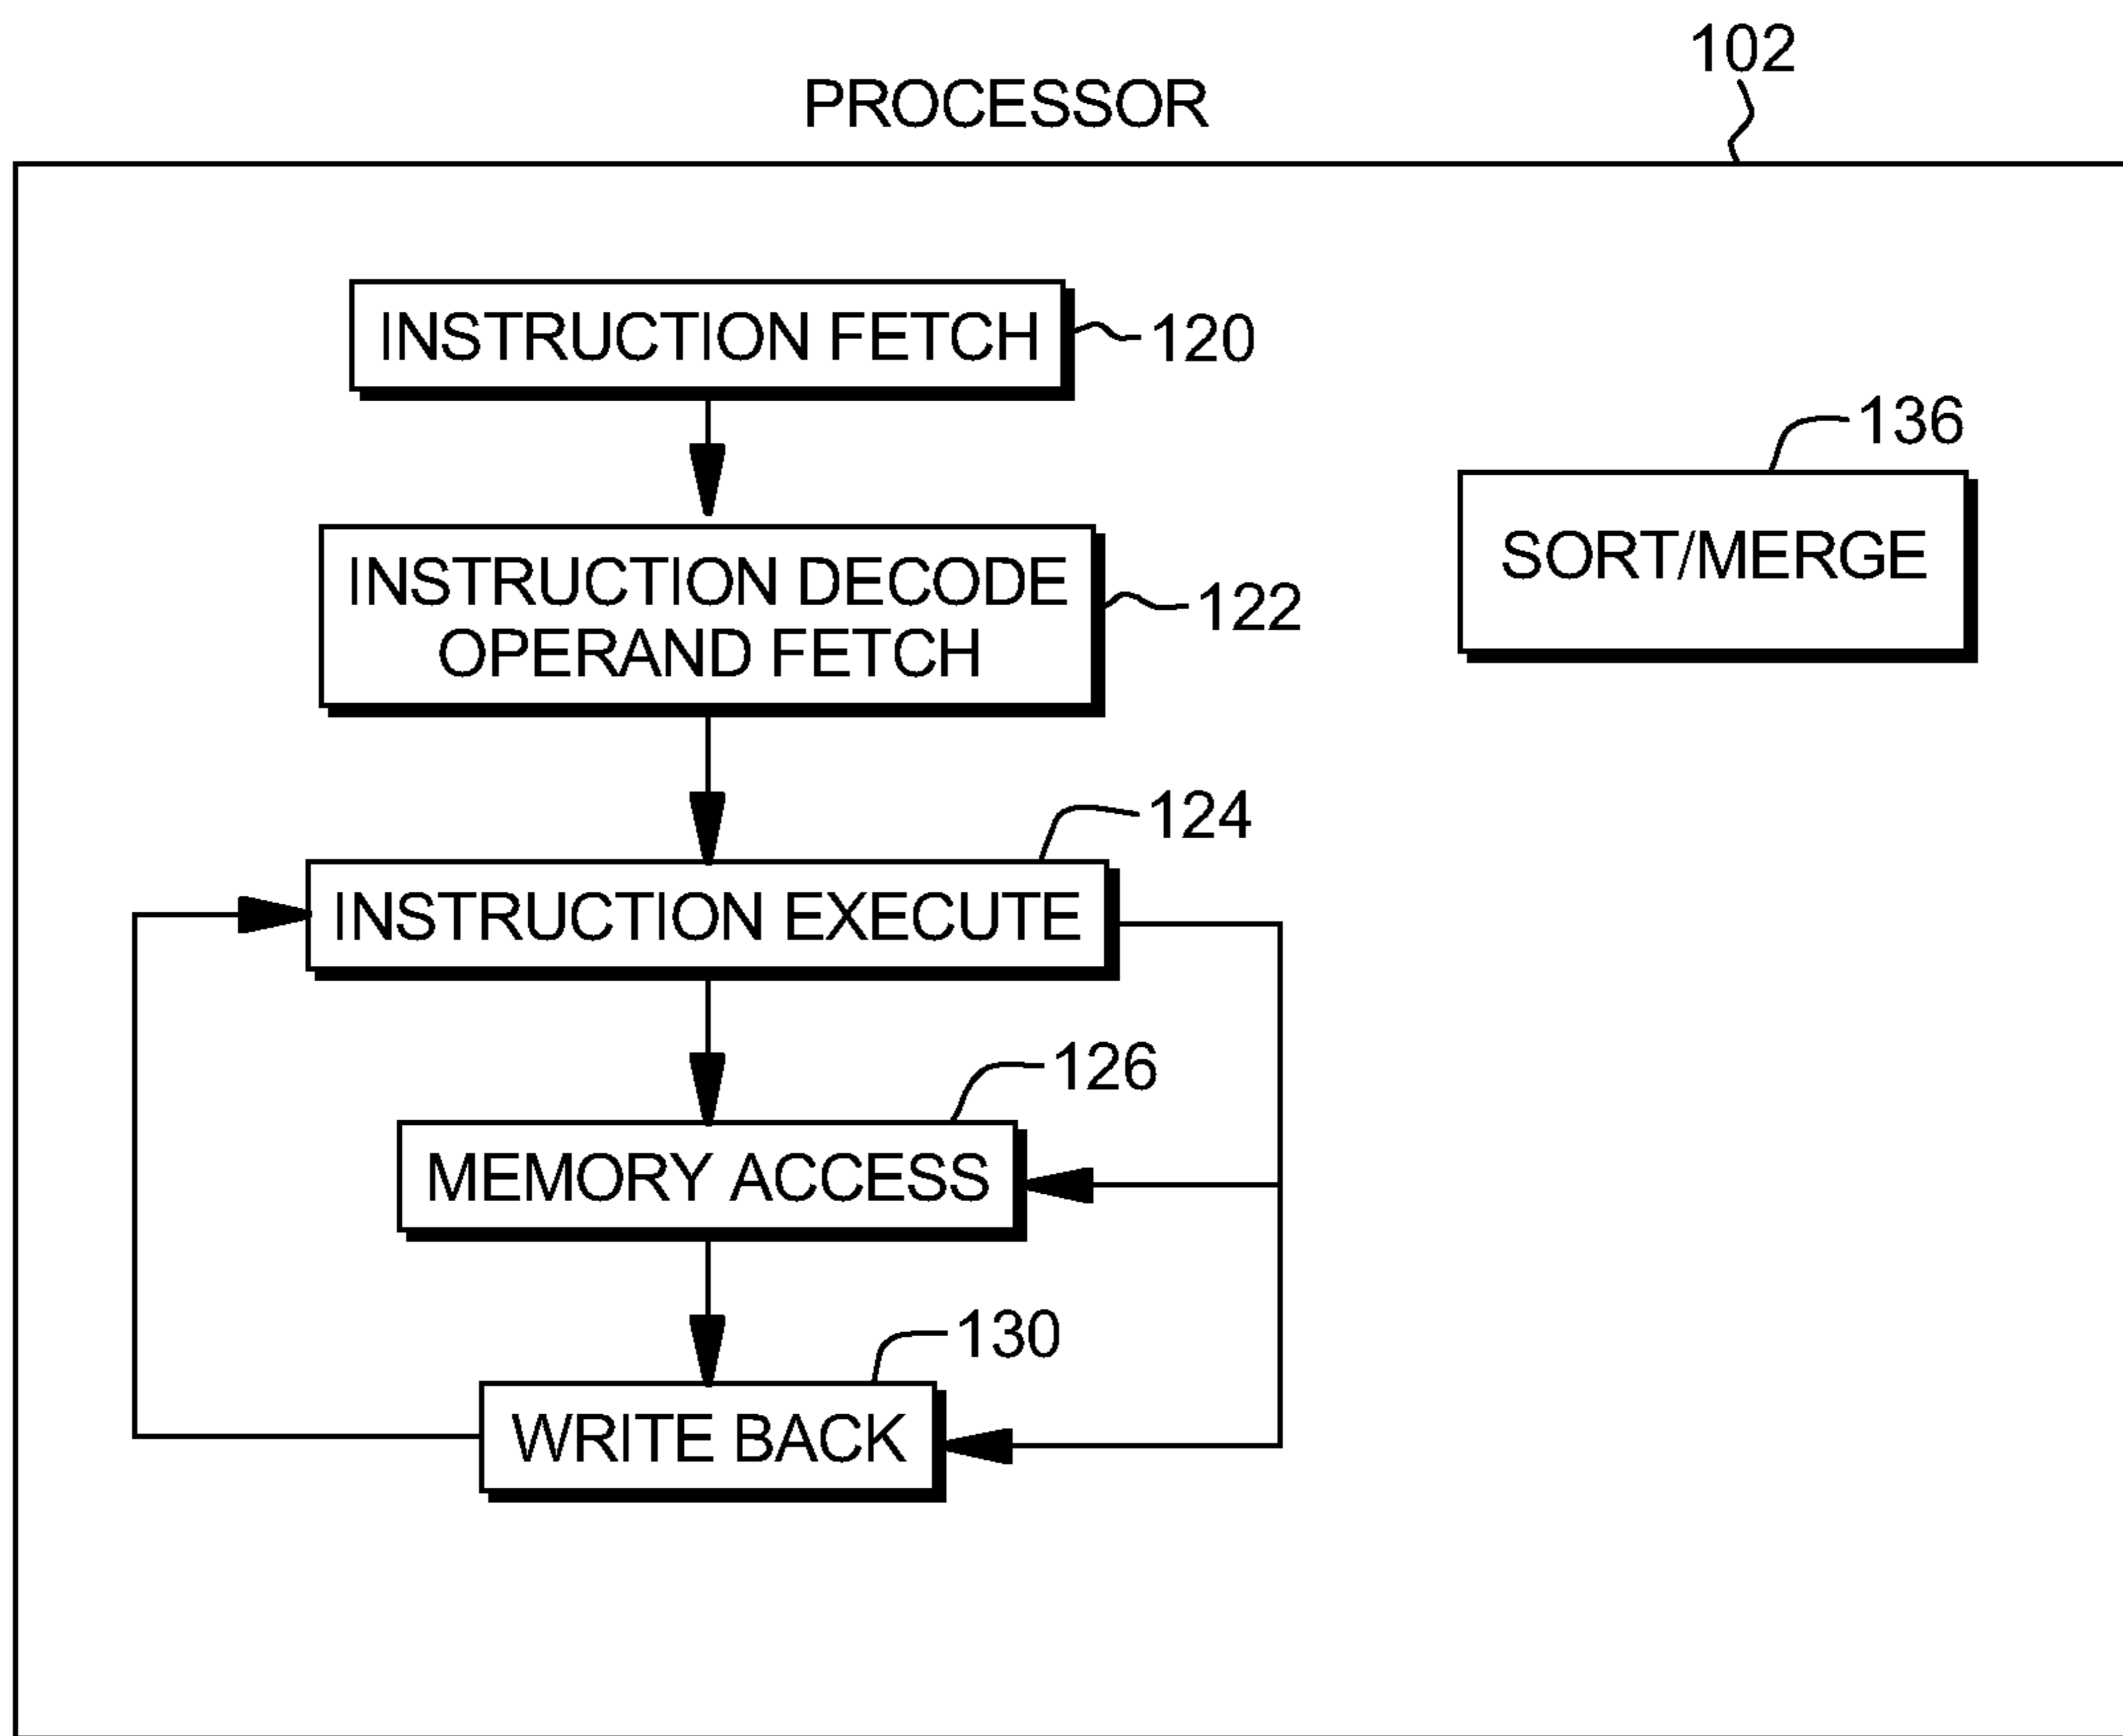 102
PROCESSOR
INSTRUCTION FETCH
120
136
SORT/MERGE
INSTRUCTION DECODE
OPERAND FETCH
122
124
INSTRUCTION EXECUTE
126
MEMORY ACCESS
130
WRITE BACK